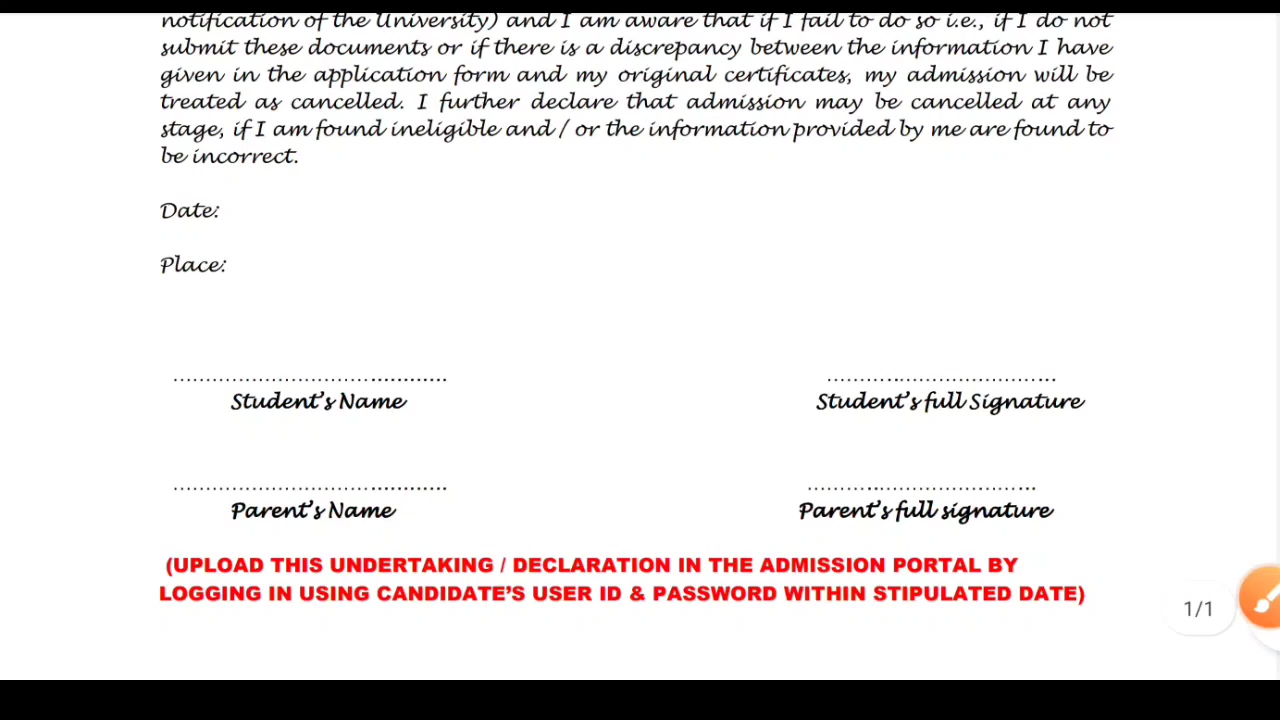 notification of the University) and I am aware that if I fail to do so i.e., if I do not
submit these documents or if there is a discrepancy between the information I have
given in the application form and my original certificates, my admission will be
treated as cancelled. I further declare that admission may be cancelled at any
stage, if I am found ineligible and / or the information provided by me are found to
be incorrect.
Date:
Place:
Student's Name
Student's full Signature
Parent's Name
Parent's full signature
(UPLOAD THIS UNDERTAKING / DECLARATION IN THE ADMISSION PORTAL BY
LOGGING IN USING CANDIDATE'S USER ID & PASSWORD WITHIN STIPULATED DATE)
1/1